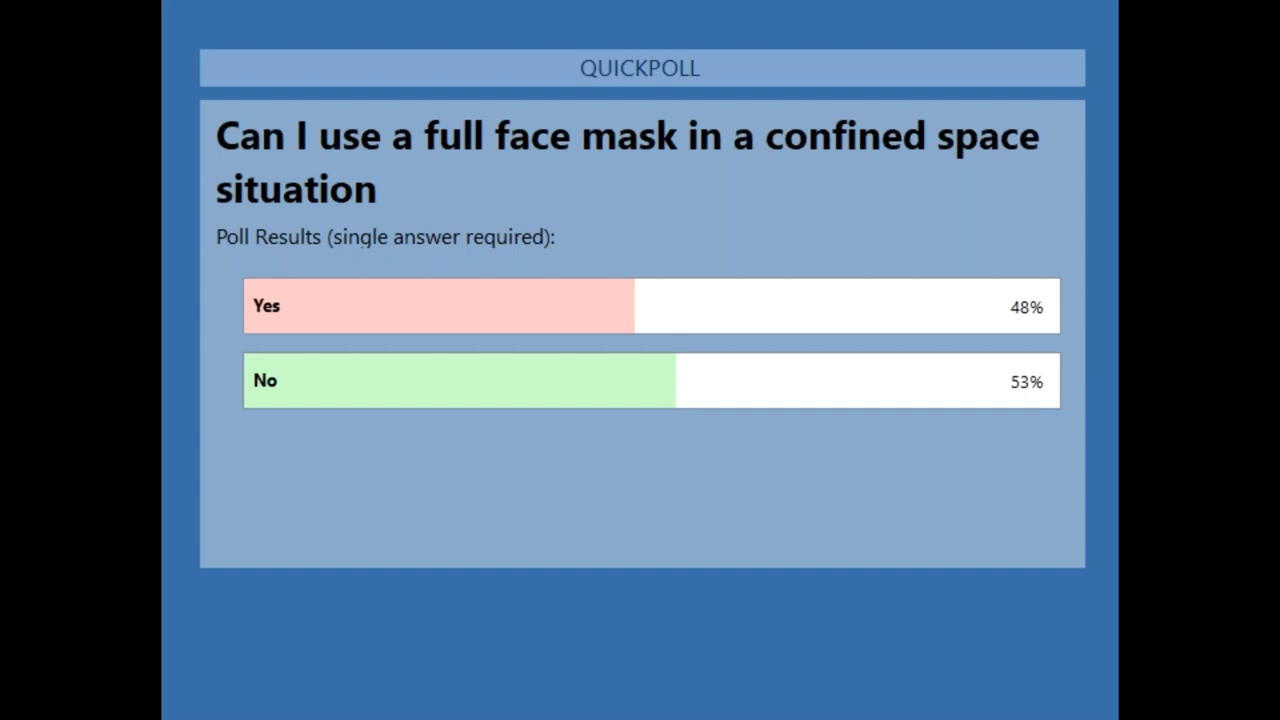 QUICKPOLL
Can I use a full face mask in a confined space
situation
Poll Results (single answer required):
Yes 48%
No 53%